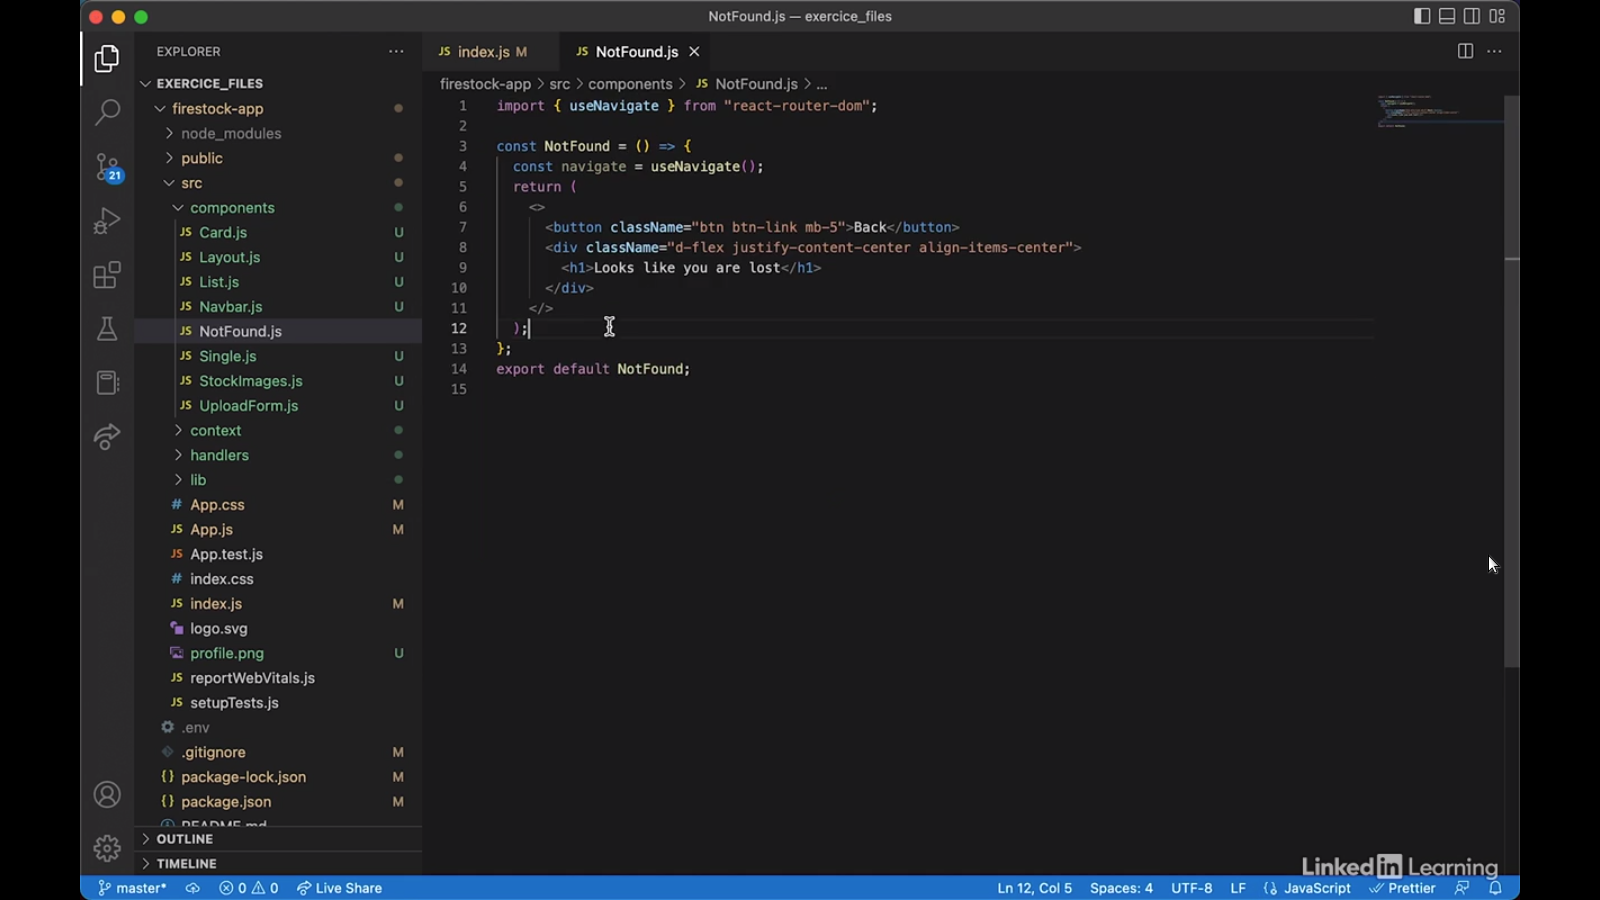 NotFound.js — exercice_files
EXPLORER
EXERCICE_FILES
firestock-app
node_modules
public
src
components
JS Card.js U
JS Layout.js U
JS List.js U
JS Navbar.js U
JS NotFound.js
JS Single.js U
JS StockImages.js U
JS UploadForm.js U
context
handlers
lib
# App.css M
JS App.js M
JS App.test.js
# index.css
JS index.js M
logo.svg
profile.png U
JS reportWebVitals.js
JS setupTests.js
.env
.gitignore M
{} package-lock.json M
{} package.json M
README.md
OUTLINE
TIMELINE
21
JS index.js M
JS NotFound.js
firestock-app > src > components > JS NotFound.js > ...
1 import { useNavigate } from "react-router-dom";
2
3 const NotFound = () => {
4 const navigate = useNavigate();
5 return (
6 <>
7 <button className="btn btn-link mb-5">Back</button>
8 <div className="d-flex justify-content-center align-items-center">
9 <h1>Looks like you are lost</h1>
10 </div>
11 </>
12 );
13 };
14 export default NotFound;
15
LinkedIn Learning
master* 0 0 Live Share Ln 12, Col 5 Spaces: 4 UTF-8 LF {} JavaScript Prettier